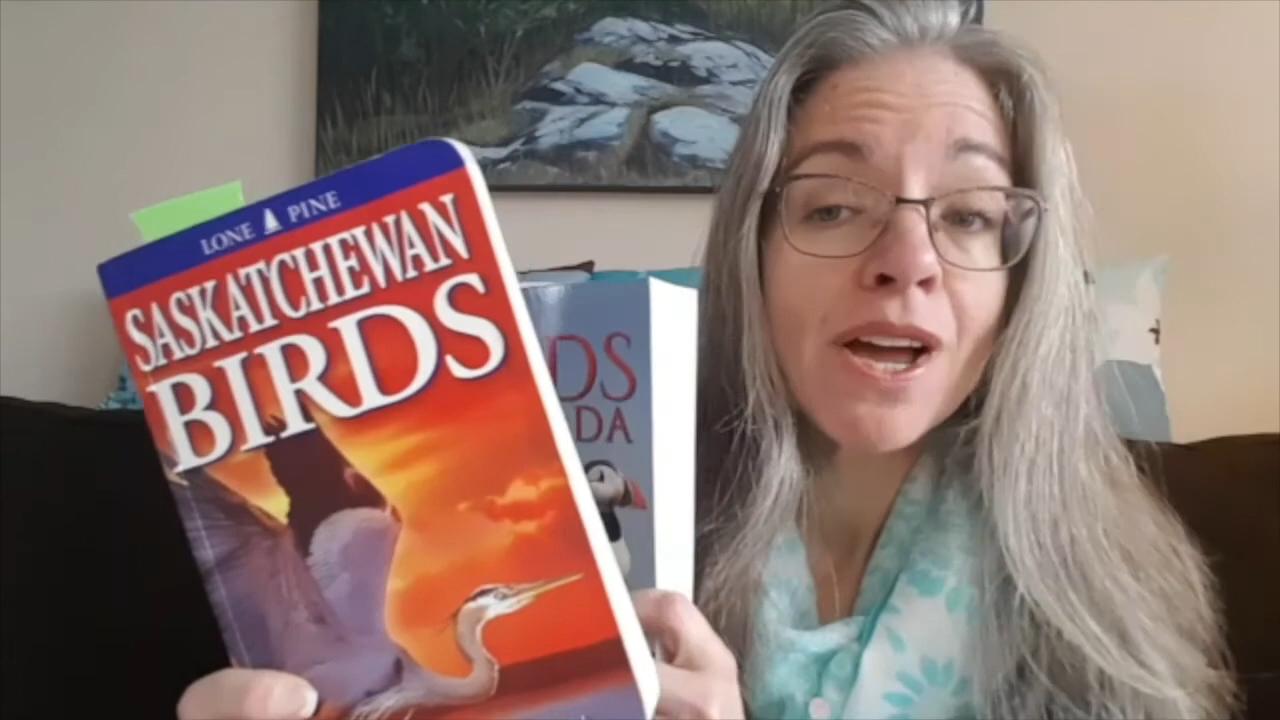 LONE PINE
SASKATCHEWAN
BIRDS
DS
DA